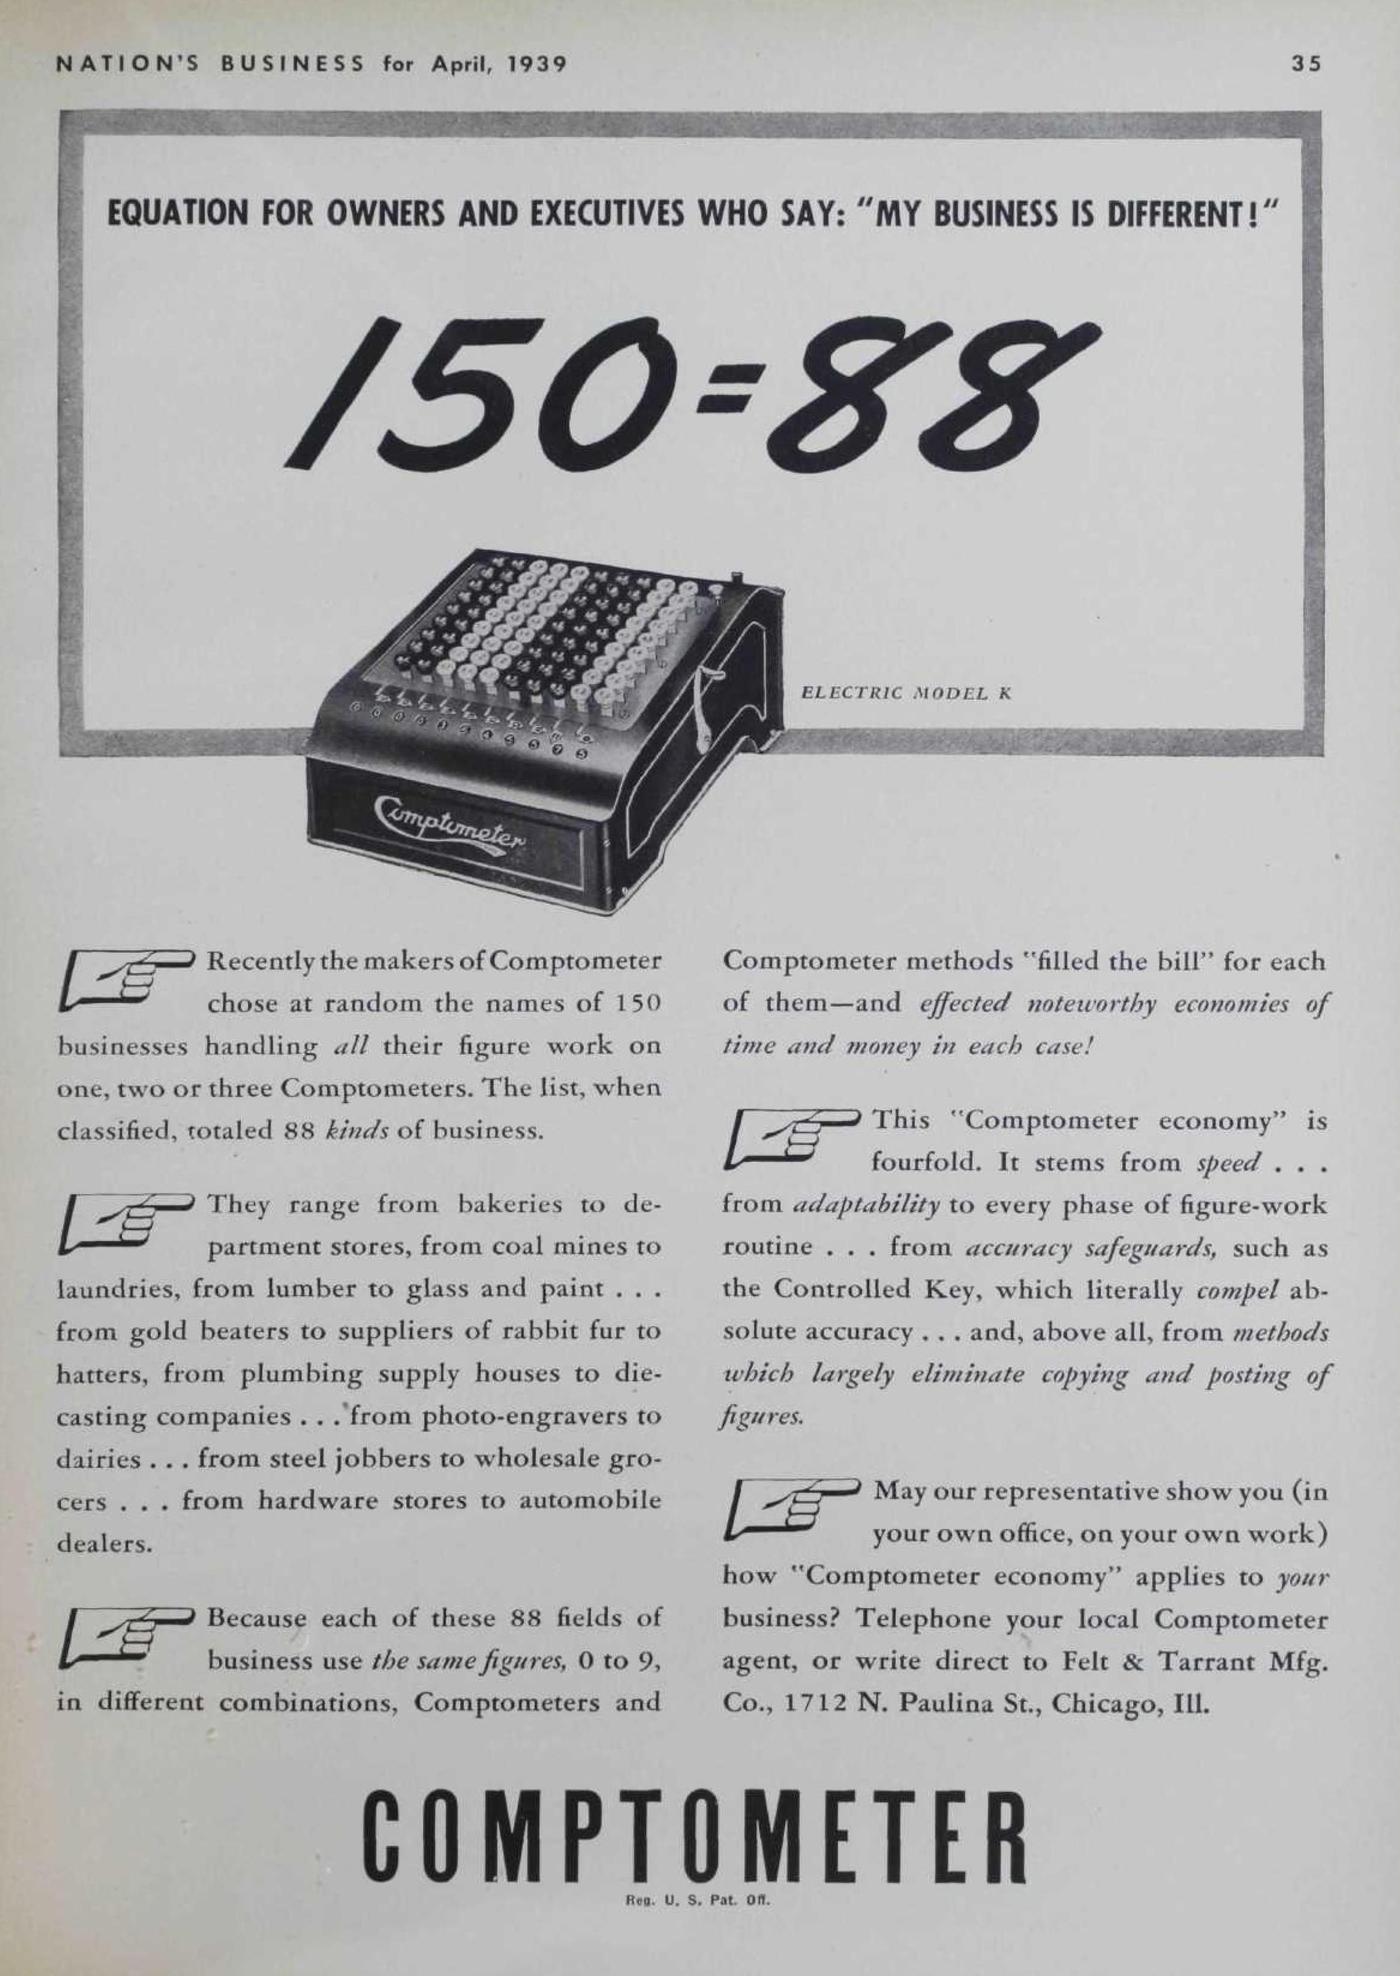 NATION'S BUSINESS for April, 1939
35
EQUATION FOR OWNERS AND EXECUTIVES WHO SAY: "MY BUSINESS IS DIFFERENT!"
150=88
ELECTRIC MODEL K
Comptometer
Recently the makers of Comptometer
chose at random the names of 150
businesses handling all their figure work on
one, two or three Comptometers. The list, when
classified, totaled 88 kinds of business.
They range from bakeries to de-
partment stores, from coal mines to
laundries, from lumber to glass and paint . . .
from gold beaters to suppliers of rabbit fur to
hatters, from plumbing supply houses to die-
casting companies . . . from photo-engravers to
dairies . . . from steel jobbers to wholesale gro-
cers . . . from hardware stores to automobile
dealers.
Because each of these 88 fields of
business use the same figures, 0 to 9,
in different combinations, Comptometers and
Comptometer methods "filled the bill" for each
of them—and effected noteworthy economies of
time and money in each case!
This "Comptometer economy" is
fourfold. It stems from speed . . .
from adaptability to every phase of figure-work
routine . . . from accuracy safeguards, such as
the Controlled Key, which literally compel ab-
solute accuracy . . . and, above all, from methods
which largely eliminate copying and posting of
figures.
May our representative show you (in
your own office, on your own work)
how "Comptometer economy" applies to your
business? Telephone your local Comptometer
agent, or write direct to Felt & Tarrant Mfg.
Co., 1712 N. Paulina St., Chicago, Ill.
COMPTOMETER
Reg. U. S. Pat. Off.